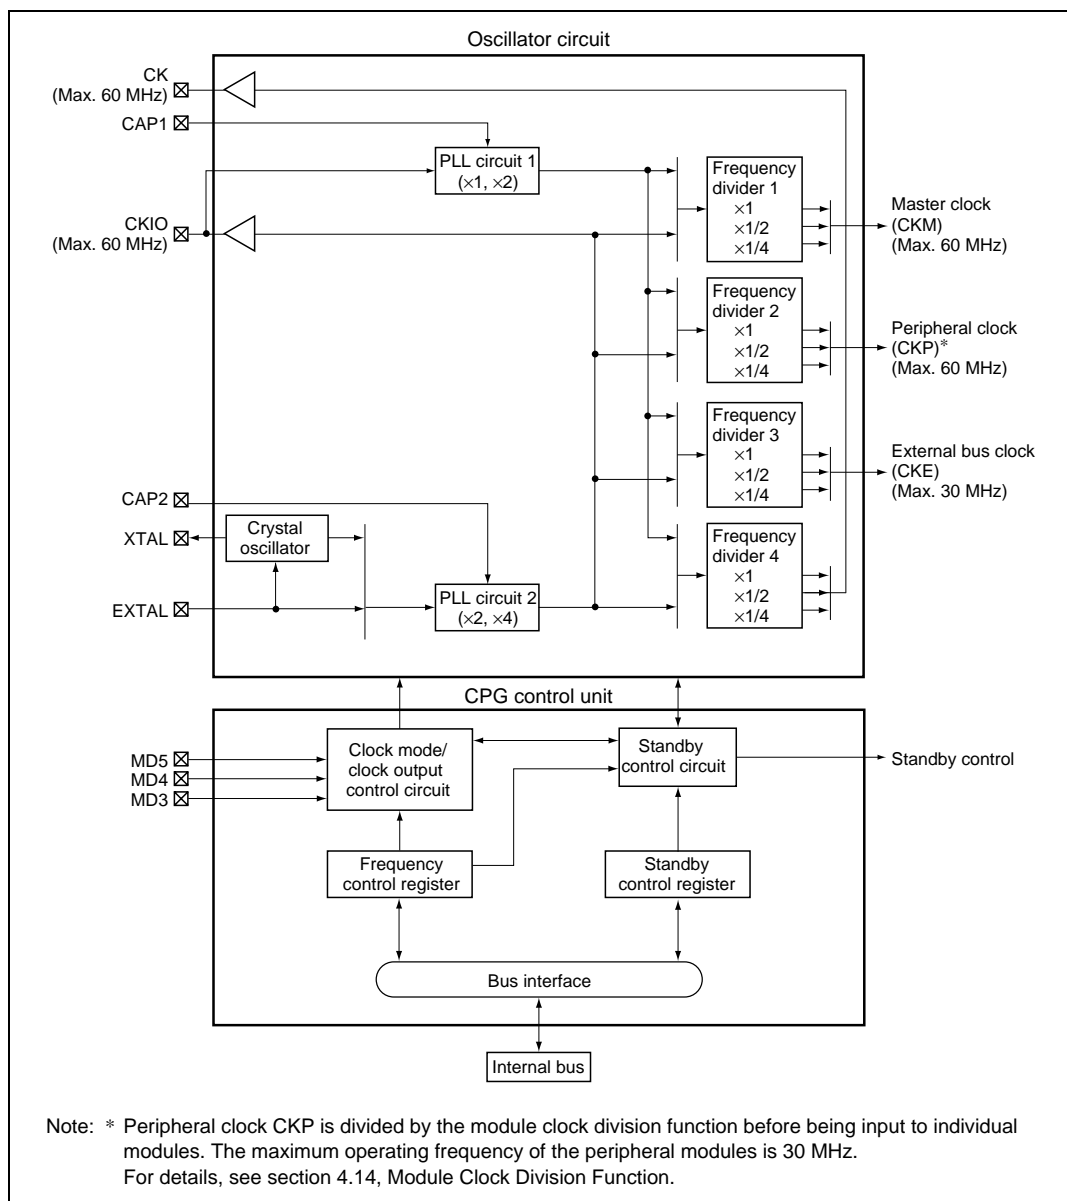 Oscillator circuit
CK
(Max. 60 MHz)
CAP1
PLL circuit 1
(×1, ×2)
CKIO
(Max. 60 MHz)
Frequency
divider 1
×1
×1/2
×1/4
Master clock
(CKM)
(Max. 60 MHz)
Frequency
divider 2
×1
×1/2
×1/4
Peripheral clock
(CKP)*
(Max. 60 MHz)
Frequency
divider 3
×1
×1/2
×1/4
External bus clock
(CKE)
(Max. 30 MHz)
CAP2
XTAL
Crystal
oscillator
EXTAL
PLL circuit 2
(×2, ×4)
Frequency
divider 4
×1
×1/2
×1/4
CPG control unit
MD5
MD4
MD3
Clock mode/
clock output
control circuit
Standby
control circuit
Standby control
Frequency
control register
Standby
control register
Bus interface
Internal bus
Note: * Peripheral clock CKP is divided by the module clock division function before being input to individual
modules. The maximum operating frequency of the peripheral modules is 30 MHz.
For details, see section 4.14, Module Clock Division Function.